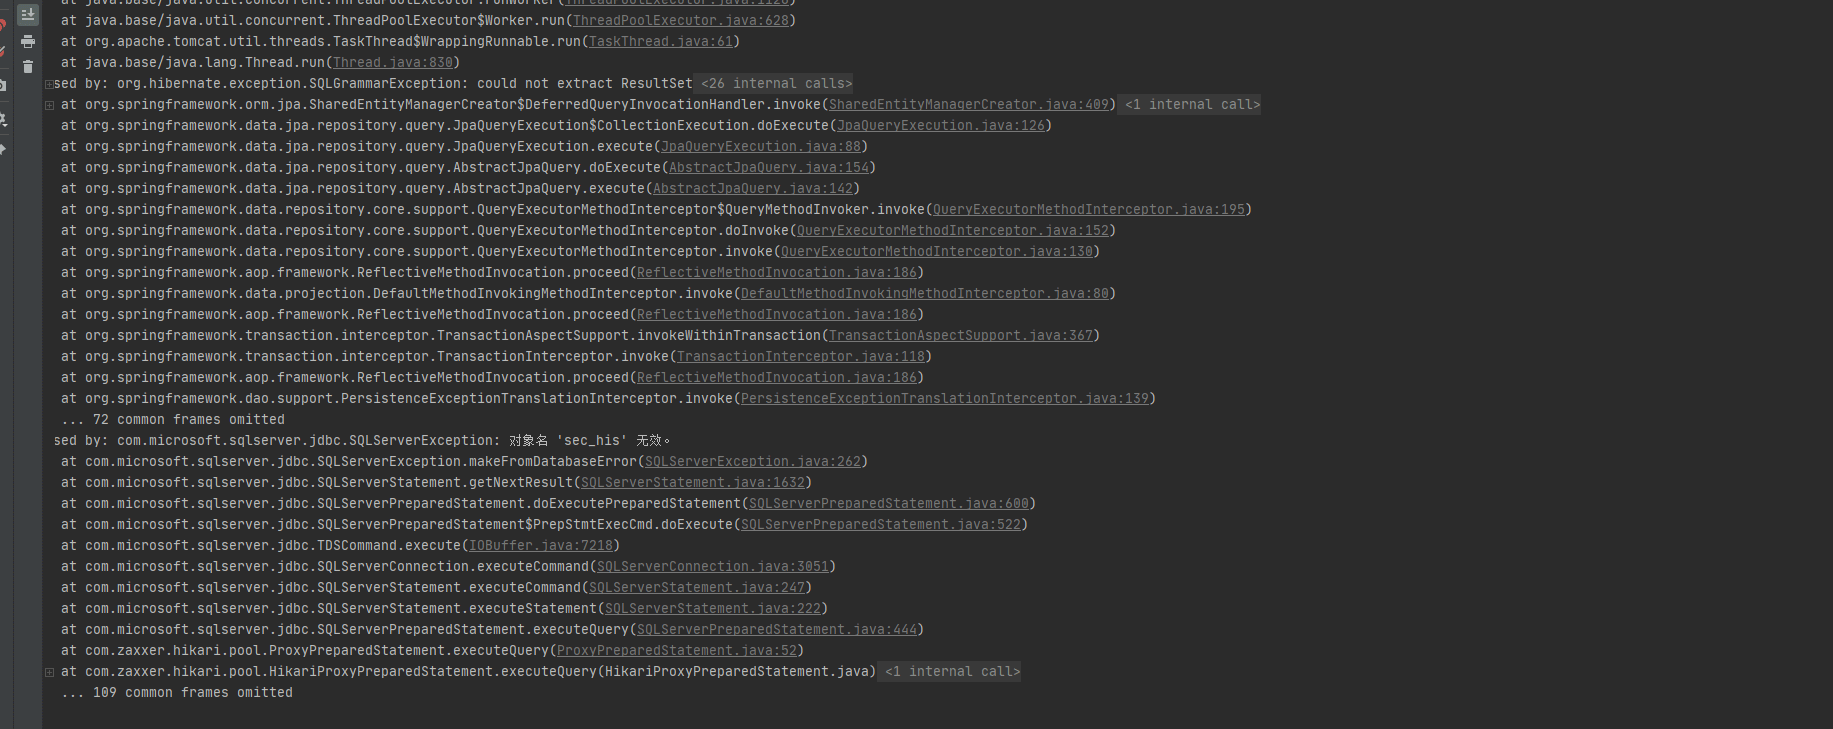 at java.base/java.util.concurrent.ThreadPoolExecutor.runWorker(ThreadPoolExecutor.java:1128)
at java.base/java.util.concurrent.ThreadPoolExecutor$Worker.run(ThreadPoolExecutor.java:628)
at org.apache.tomcat.util.threads.TaskThread$WrappingRunnable.run(TaskThread.java:61)
at java.base/java.lang.Thread.run(Thread.java:830)
sed by: org.hibernate.exception.SQLGrammarException: could not extract ResultSet <26 internal calls>
at org.springframework.orm.jpa.SharedEntityManagerCreator$DeferredQueryInvocationHandler.invoke(SharedEntityManagerCreator.java:409) <1 internal call>
at org.springframework.data.jpa.repository.query.JpaQueryExecution$CollectionExecution.doExecute(JpaQueryExecution.java:126)
at org.springframework.data.jpa.repository.query.JpaQueryExecution.execute(JpaQueryExecution.java:88)
at org.springframework.data.jpa.repository.query.AbstractJpaQuery.doExecute(AbstractJpaQuery.java:154)
at org.springframework.data.jpa.repository.query.AbstractJpaQuery.execute(AbstractJpaQuery.java:142)
at org.springframework.data.repository.core.support.QueryExecutorMethodInterceptor$QueryMethodInvoker.invoke(QueryExecutorMethodInterceptor.java:195)
at org.springframework.data.repository.core.support.QueryExecutorMethodInterceptor.doInvoke(QueryExecutorMethodInterceptor.java:152)
at org.springframework.data.repository.core.support.QueryExecutorMethodInterceptor.invoke(QueryExecutorMethodInterceptor.java:130)
at org.springframework.aop.framework.ReflectiveMethodInvocation.proceed(ReflectiveMethodInvocation.java:186)
at org.springframework.data.projection.DefaultMethodInvokingMethodInterceptor.invoke(DefaultMethodInvokingMethodInterceptor.java:80)
at org.springframework.aop.framework.ReflectiveMethodInvocation.proceed(ReflectiveMethodInvocation.java:186)
at org.springframework.transaction.interceptor.TransactionAspectSupport.invokeWithinTransaction(TransactionAspectSupport.java:367)
at org.springframework.transaction.interceptor.TransactionInterceptor.invoke(TransactionInterceptor.java:118)
at org.springframework.aop.framework.ReflectiveMethodInvocation.proceed(ReflectiveMethodInvocation.java:186)
at org.springframework.dao.support.PersistenceExceptionTranslationInterceptor.invoke(PersistenceExceptionTranslationInterceptor.java:139)
... 72 common frames omitted
sed by: com.microsoft.sqlserver.jdbc.SQLServerException: 对象名 'sec_his' 无效。
at com.microsoft.sqlserver.jdbc.SQLServerException.makeFromDatabaseError(SQLServerException.java:262)
at com.microsoft.sqlserver.jdbc.SQLServerStatement.getNextResult(SQLServerStatement.java:1632)
at com.microsoft.sqlserver.jdbc.SQLServerPreparedStatement.doExecutePreparedStatement(SQLServerPreparedStatement.java:600)
at com.microsoft.sqlserver.jdbc.SQLServerPreparedStatement$PrepStmtExecCmd.doExecute(SQLServerPreparedStatement.java:522)
at com.microsoft.sqlserver.jdbc.TDSCommand.execute(IOBuffer.java:7218)
at com.microsoft.sqlserver.jdbc.SQLServerConnection.executeCommand(SQLServerConnection.java:3051)
at com.microsoft.sqlserver.jdbc.SQLServerStatement.executeCommand(SQLServerStatement.java:247)
at com.microsoft.sqlserver.jdbc.SQLServerStatement.executeStatement(SQLServerStatement.java:222)
at com.microsoft.sqlserver.jdbc.SQLServerPreparedStatement.executeQuery(SQLServerPreparedStatement.java:444)
at com.zaxxer.hikari.pool.ProxyPreparedStatement.executeQuery(ProxyPreparedStatement.java:52)
at com.zaxxer.hikari.pool.HikariProxyPreparedStatement.executeQuery(HikariProxyPreparedStatement.java) <1 internal call>
... 109 common frames omitted